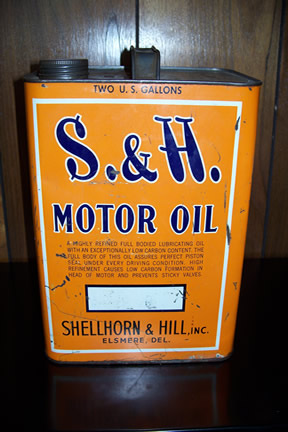 TWO U.S. GALLONS
S.&H.
MOTOR OIL
A HIGHLY REFINED FULL BODIED LUBRICATING OIL
WITH AN EXCEPTIONALLY LOW CARBON CONTENT. THE
FULL BODY OF THIS OIL ASSURES PERFECT PISTON
SEAL UNDER EVERY DRIVING CONDITION. HIGH
REFINEMENT CAUSES LOW CARBON FORMATION IN
HEAD OF MOTOR AND PREVENTS STICKY VALVES.
SHELLHORN & HILL, INC.
ELSMERE, DEL.